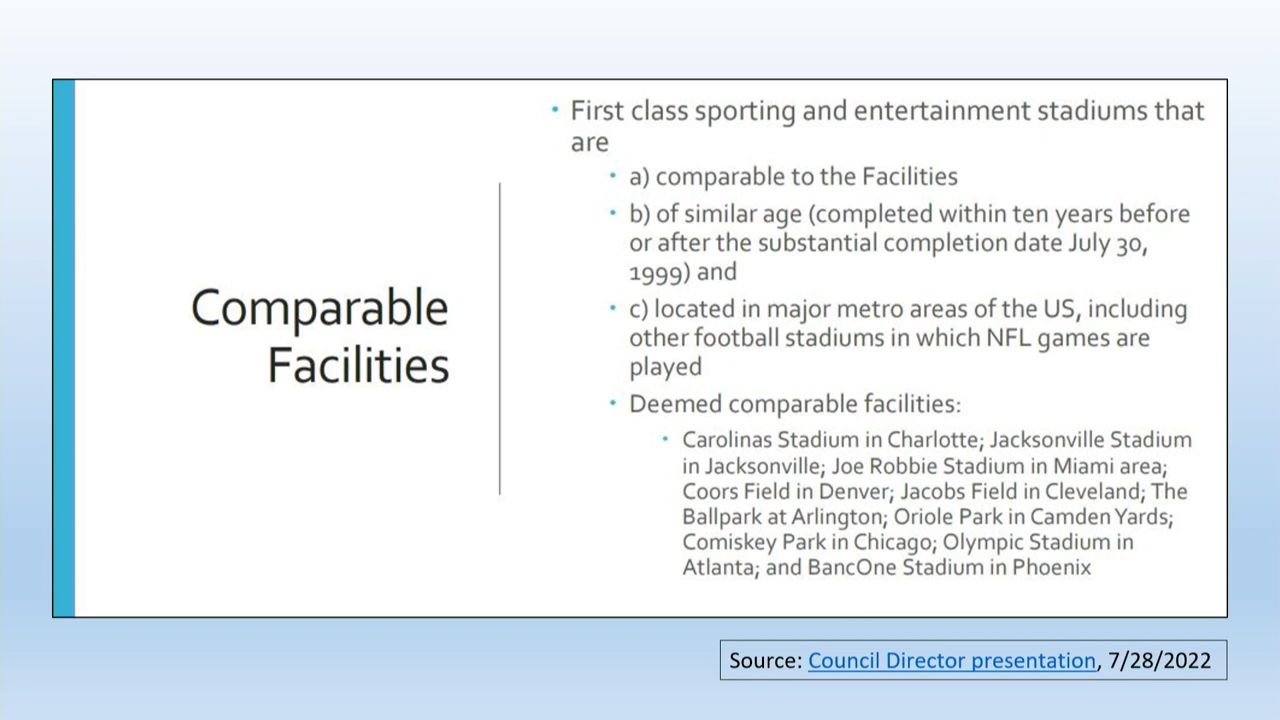 Comparable
Facilities
• First class sporting and entertainment stadiums that
are
• a) comparable to the Facilities
• b) of similar age (completed within ten years before
or after the substantial completion date July 30,
1999) and
• c) located in major metro areas of the US, including
other football stadiums in which NFL games are
played
• Deemed comparable facilities:
• Carolinas Stadium in Charlotte; Jacksonville Stadium
in Jacksonville; Joe Robbie Stadium in Miami area;
Coors Field in Denver; Jacobs Field in Cleveland; The
Ballpark at Arlington; Oriole Park in Camden Yards;
Comiskey Park in Chicago; Olympic Stadium in
Atlanta; and BancOne Stadium in Phoenix
Source: Council Director presentation, 7/28/2022